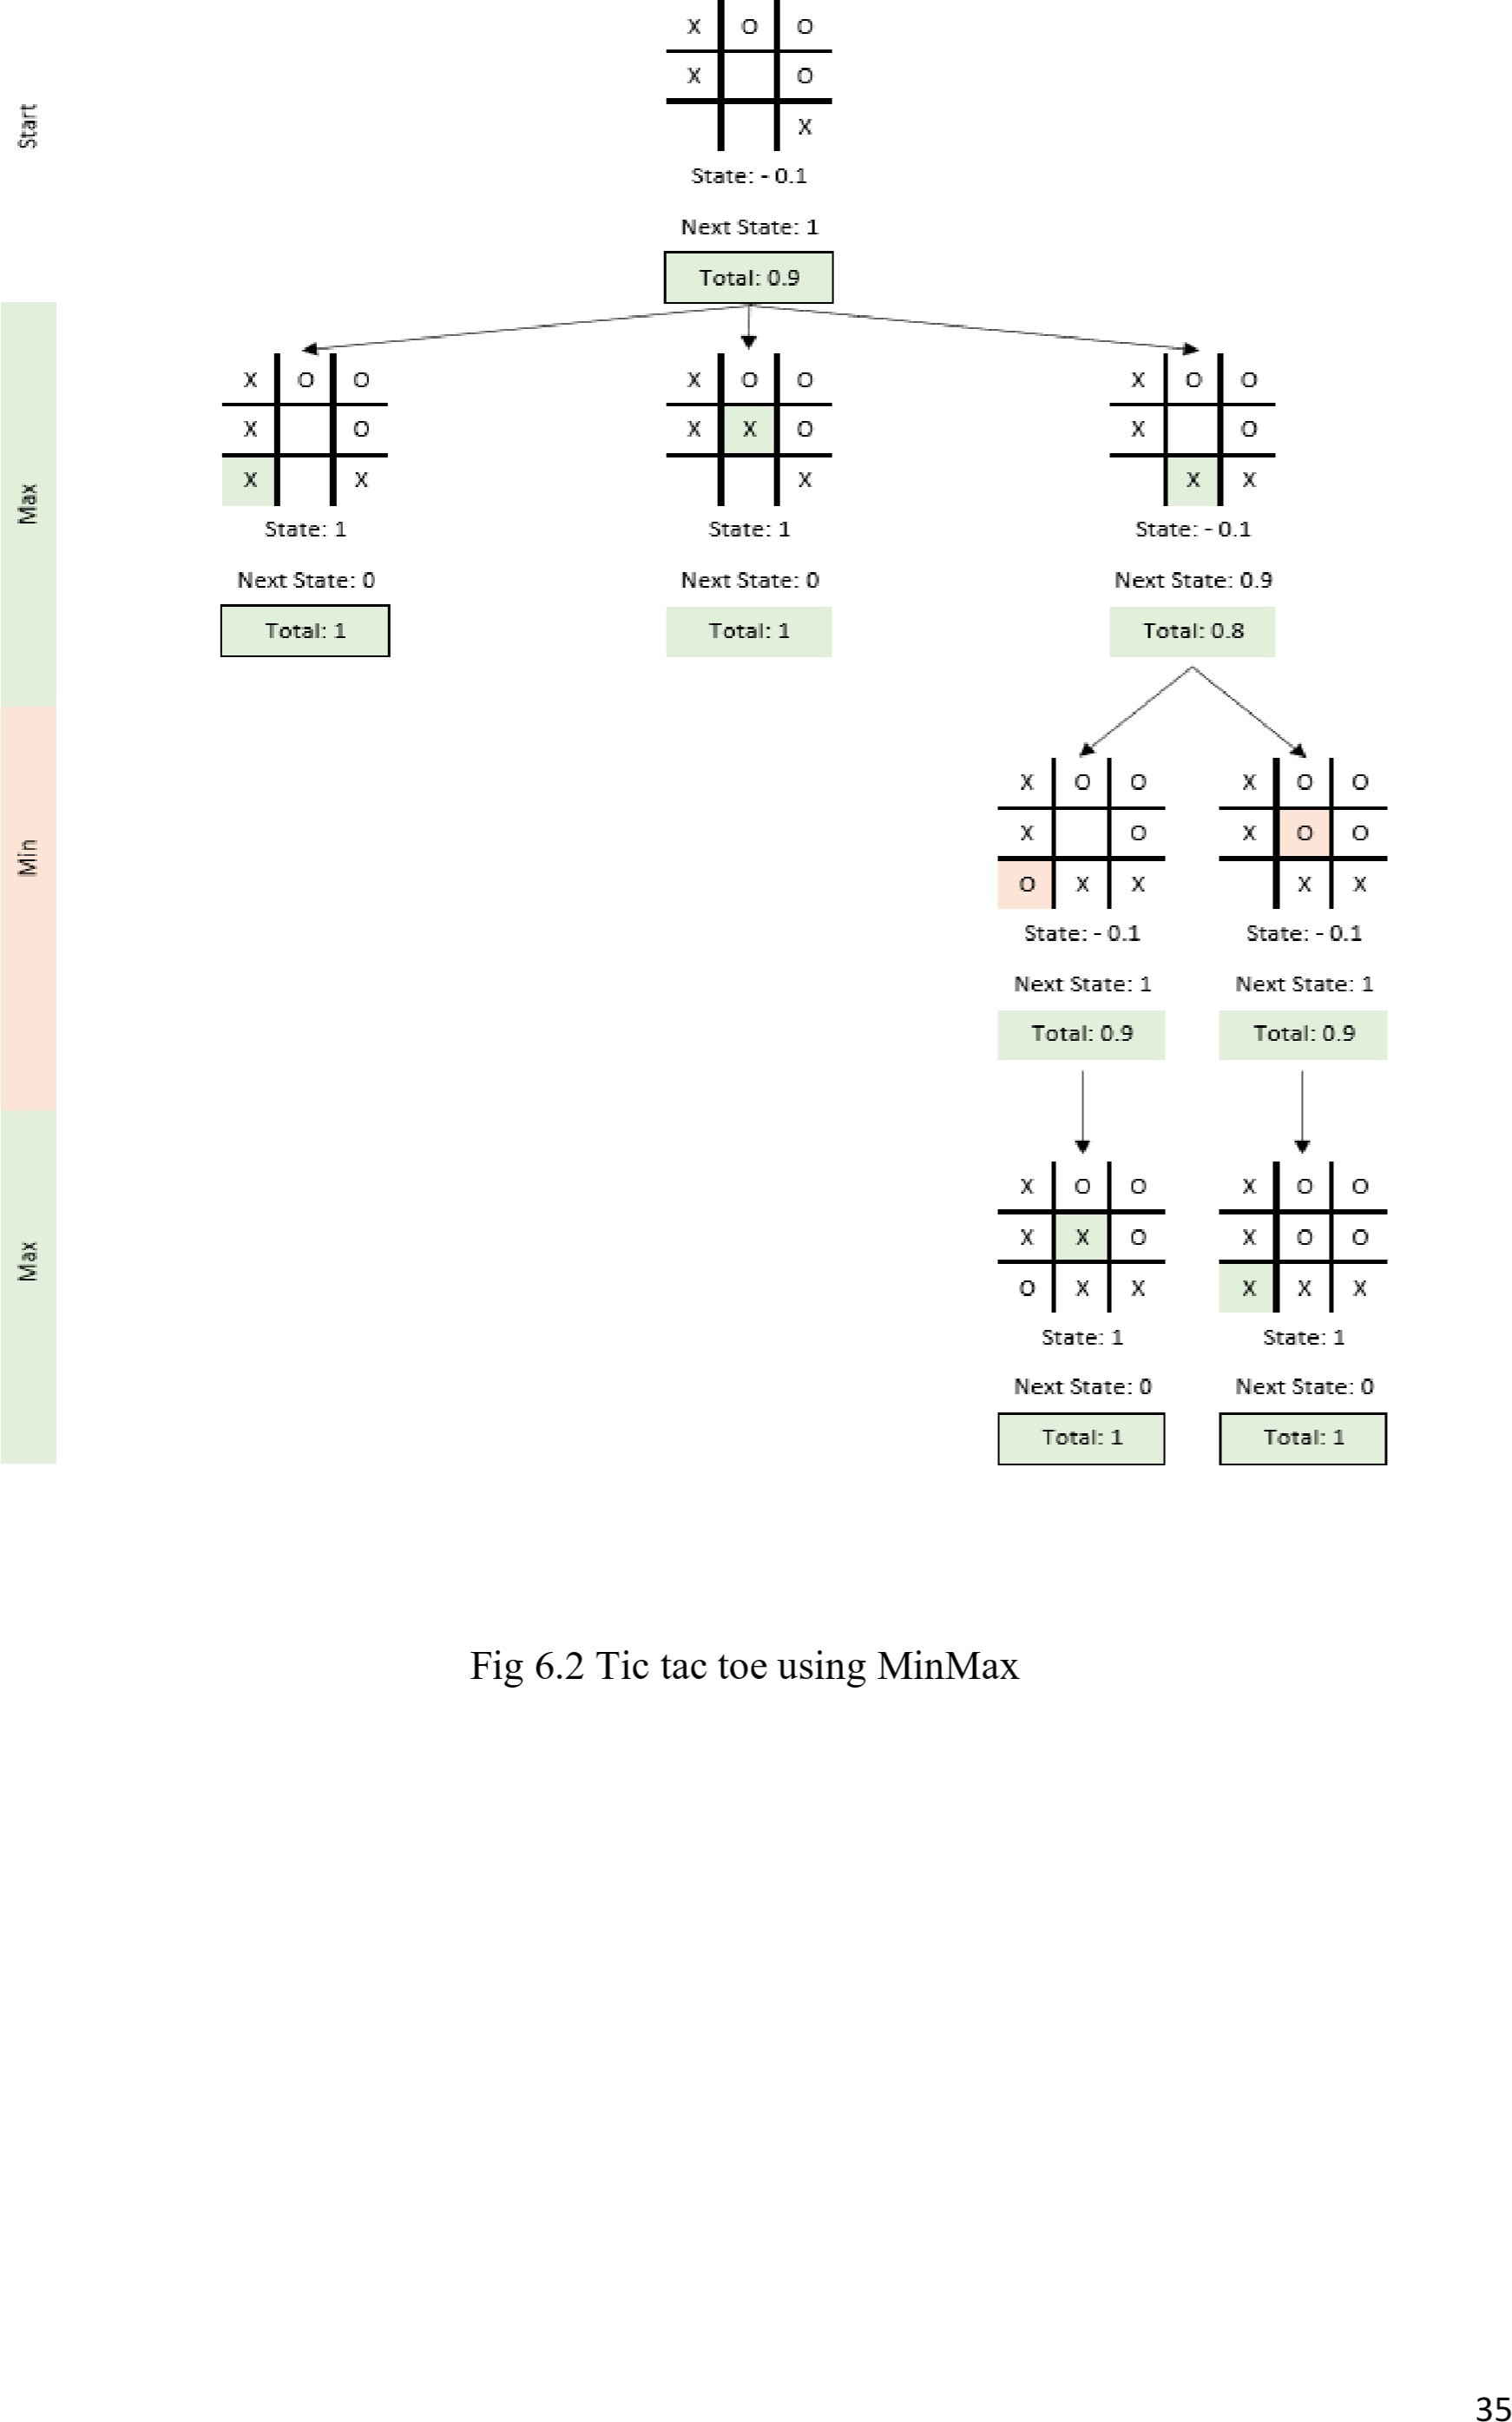 X O O
X O
X
Start
State: - 0.1
Next State: 1
Total: 0.9
X O O
X O
X X
State: 1
Next State: 0
Total: 1
X O O
X X O
X
State: 1
Next State: 0
Total: 1
X O O
X O
X X
State: - 0.1
Next State: 0.9
Total: 0.8
Max
X O O
X O
O X X
State: - 0.1
Next State: 1
Total: 0.9
X O O
X O O
X X
State: - 0.1
Next State: 1
Total: 0.9
Min
X O O
X X O
O X X
State: 1
Next State: 0
Total: 1
X O O
X O O
X X X
State: 1
Next State: 0
Total: 1
Max
Fig 6.2 Tic tac toe using MinMax
35